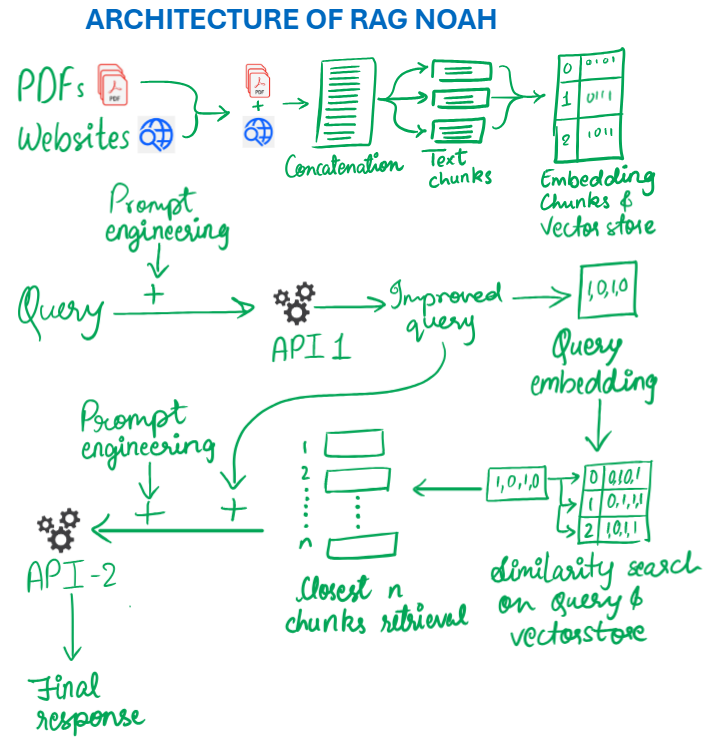 ARCHITECTURE OF RAG NOAH
PDFs
PDF
PDF
+
Websites
Concatenation
Text
chunks
0 0101
1 0111
2 1011
Embedding
Chunks &
vector store
Prompt
engineering
+
Query
API 1
Improved
query
1,0,1,0
Query
embedding
Prompt
engineering
+
+
1
2
n
1,0,1,0
0 0,1,0,1
1 0,1,1,1
2 1,0,1,1
API-2
Closest n
chunks retrieval
Similarity search
on Query &
vectorstore
Final
response